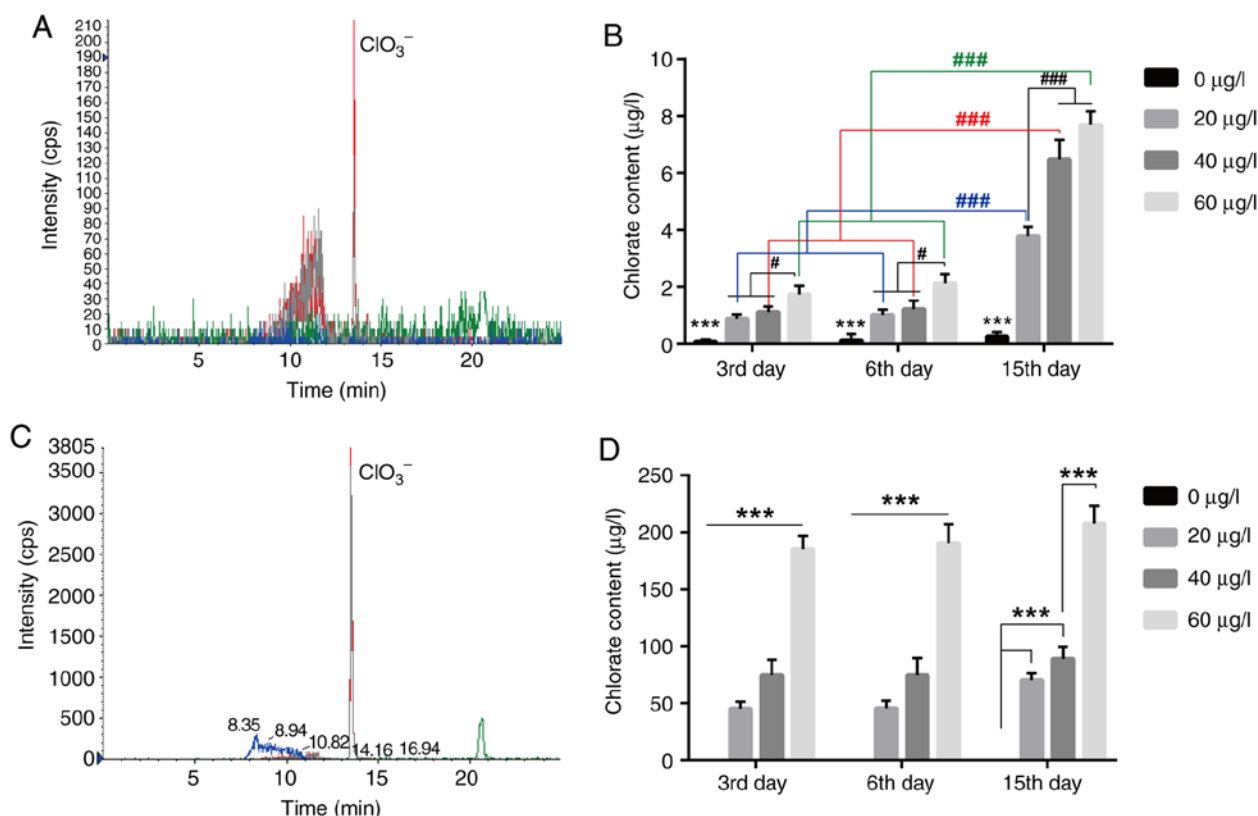 A
215
210
200
190
180
170
160
150
140
130
120
110
100
90
80
70
60
50
40
30
20
10
0
Intensity (cps)
ClO₃⁻
5
10
15
20
Time (min)
B
10
8
6
4
2
0
Chlorate content (µg/l)
###
###
###
###
#
#
***
***
***
3rd day
6th day
15th day
0 µg/l
20 µg/l
40 µg/l
60 µg/l
C
3805
3500
3000
2500
2000
1500
1000
500
0
Intensity (cps)
ClO₃⁻
8.35
8.94
10.82
14.16
16.94
5
10
15
20
Time (min)
D
250
200
150
100
50
0
Chlorate content (µg/l)
***
***
***
***
3rd day
6th day
15th day
0 µg/l
20 µg/l
40 µg/l
60 µg/l